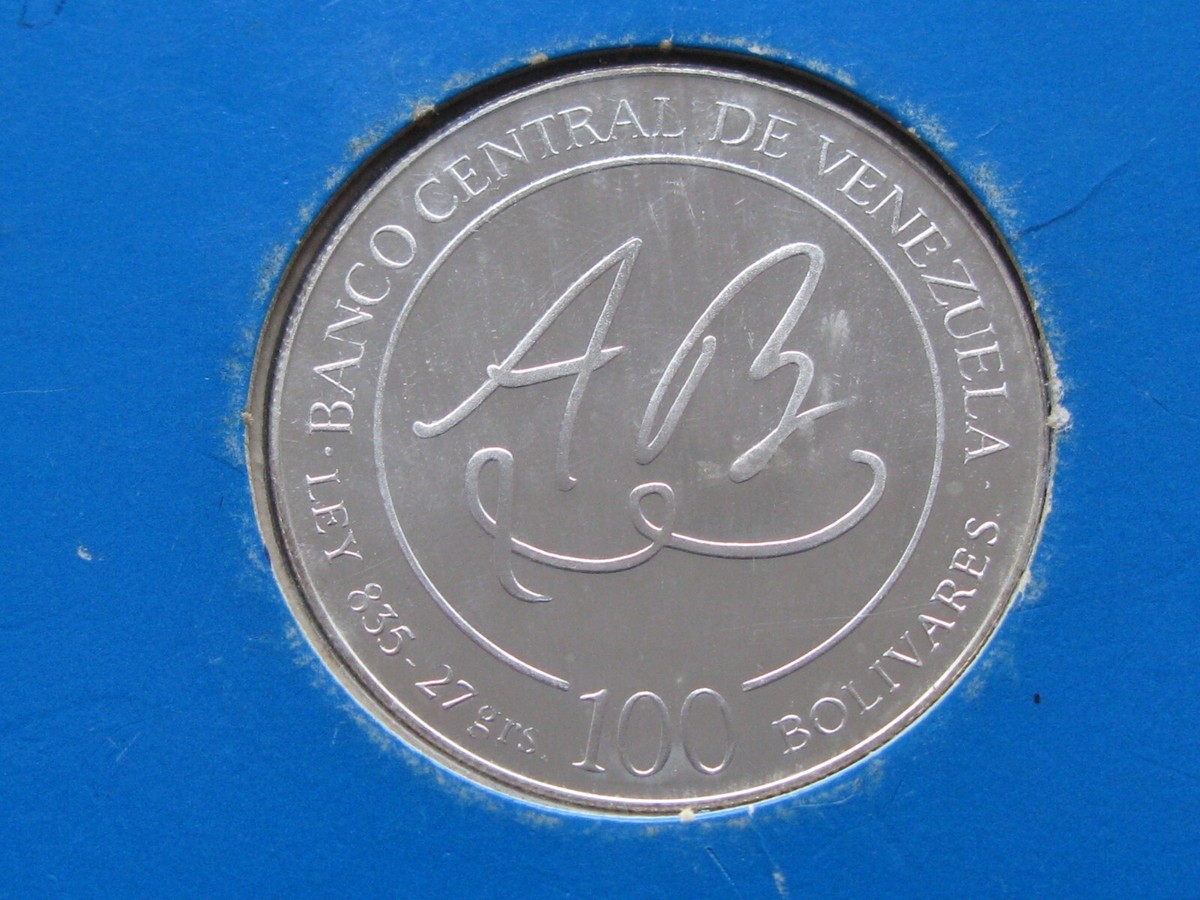 BANCO CENTRAL DE VENEZUELA
AB
LEY 835-27 grs.
100
BOLIVARES